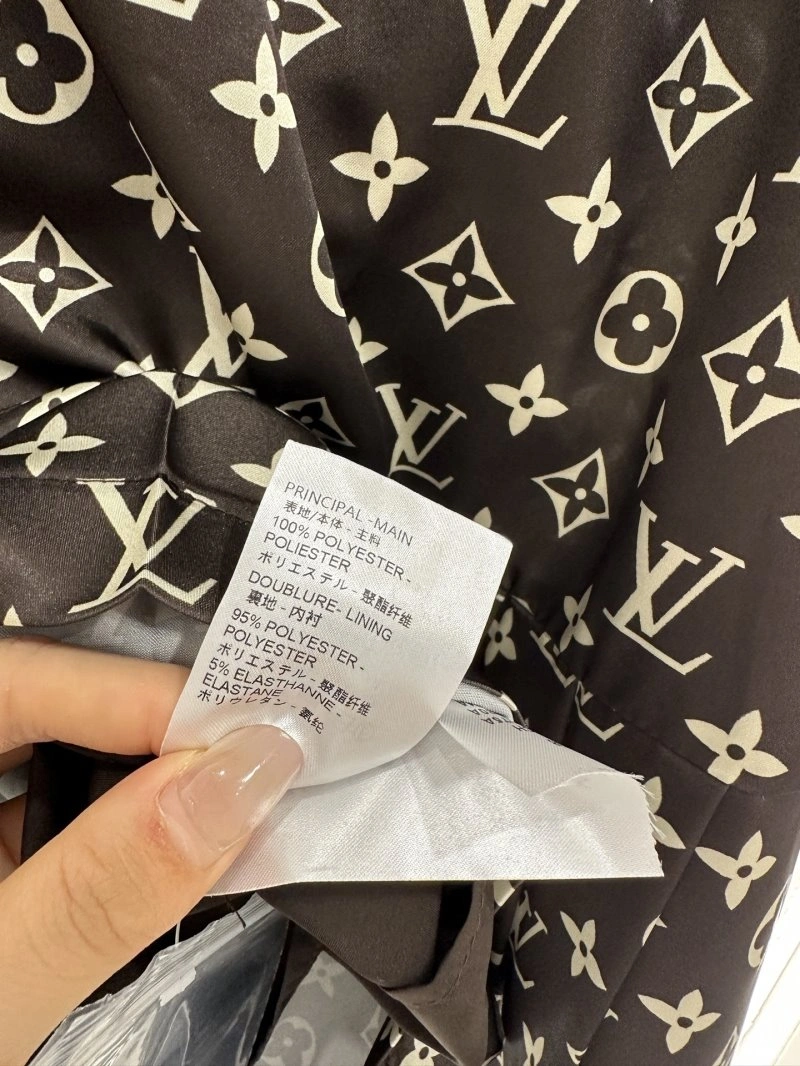 PRINCIPAL-MAIN
表地/本体 - 主料
100% POLYESTER -
POLIESTER
ポリエステル - 聚酯纤维
DOUBLURE- LINING
裏地 - 内衬
95% POLYESTER -
POLYESTER
ポリエステル - 聚酯纤维
5% ELASTHANNE -
ELASTANE
ポリウレタン - 氨纶